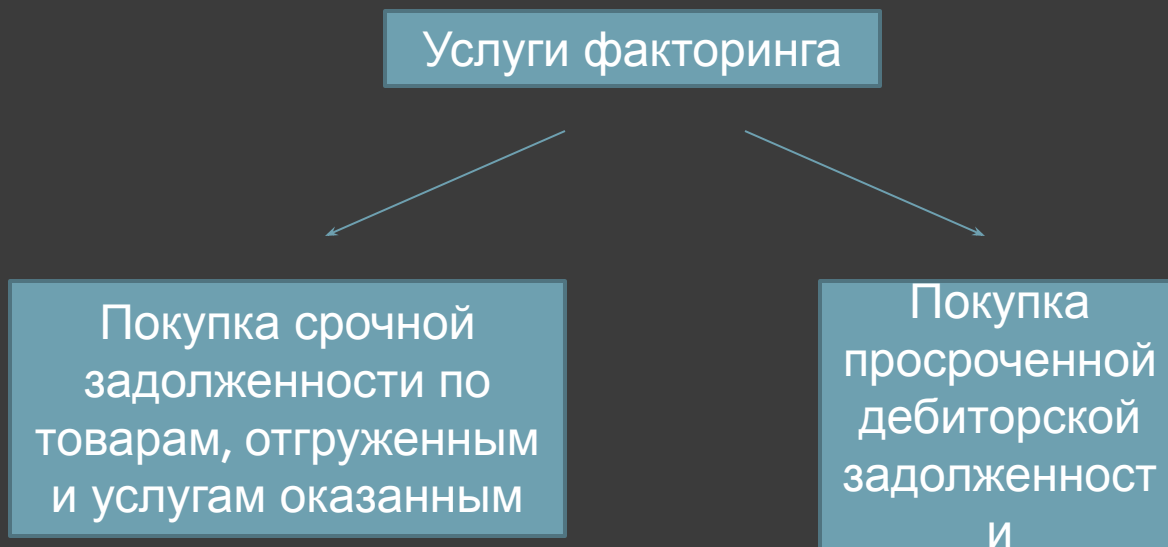 Услуги факторинга
Покупка срочной
задолженности по
товарам, отгруженным
и услугам оказанным
Покупка
просроченной
дебиторской
задолженност
и